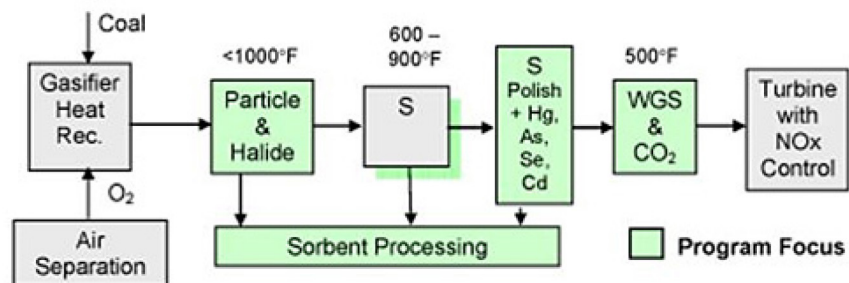 Coal
<1000°F
600 –
900°F
500°F
Gasifier
Heat
Rec.
Particle
&
Halide
S
S
Polish
+ Hg,
As,
Se,
Cd
WGS
&
CO₂
Turbine
with
NOx
Control
O₂
Air
Separation
Sorbent Processing
Program Focus